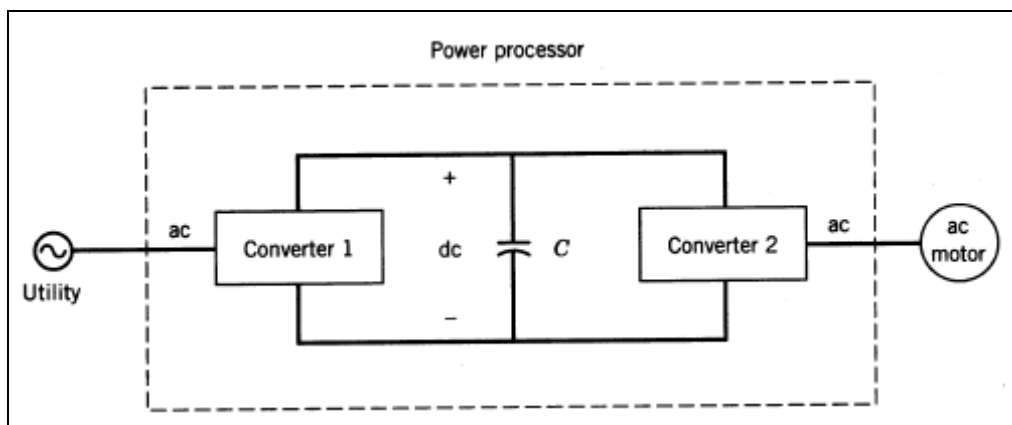 Power processor
ac
Converter 1
Utility
+
dc
−
C
Converter 2
ac
ac
motor